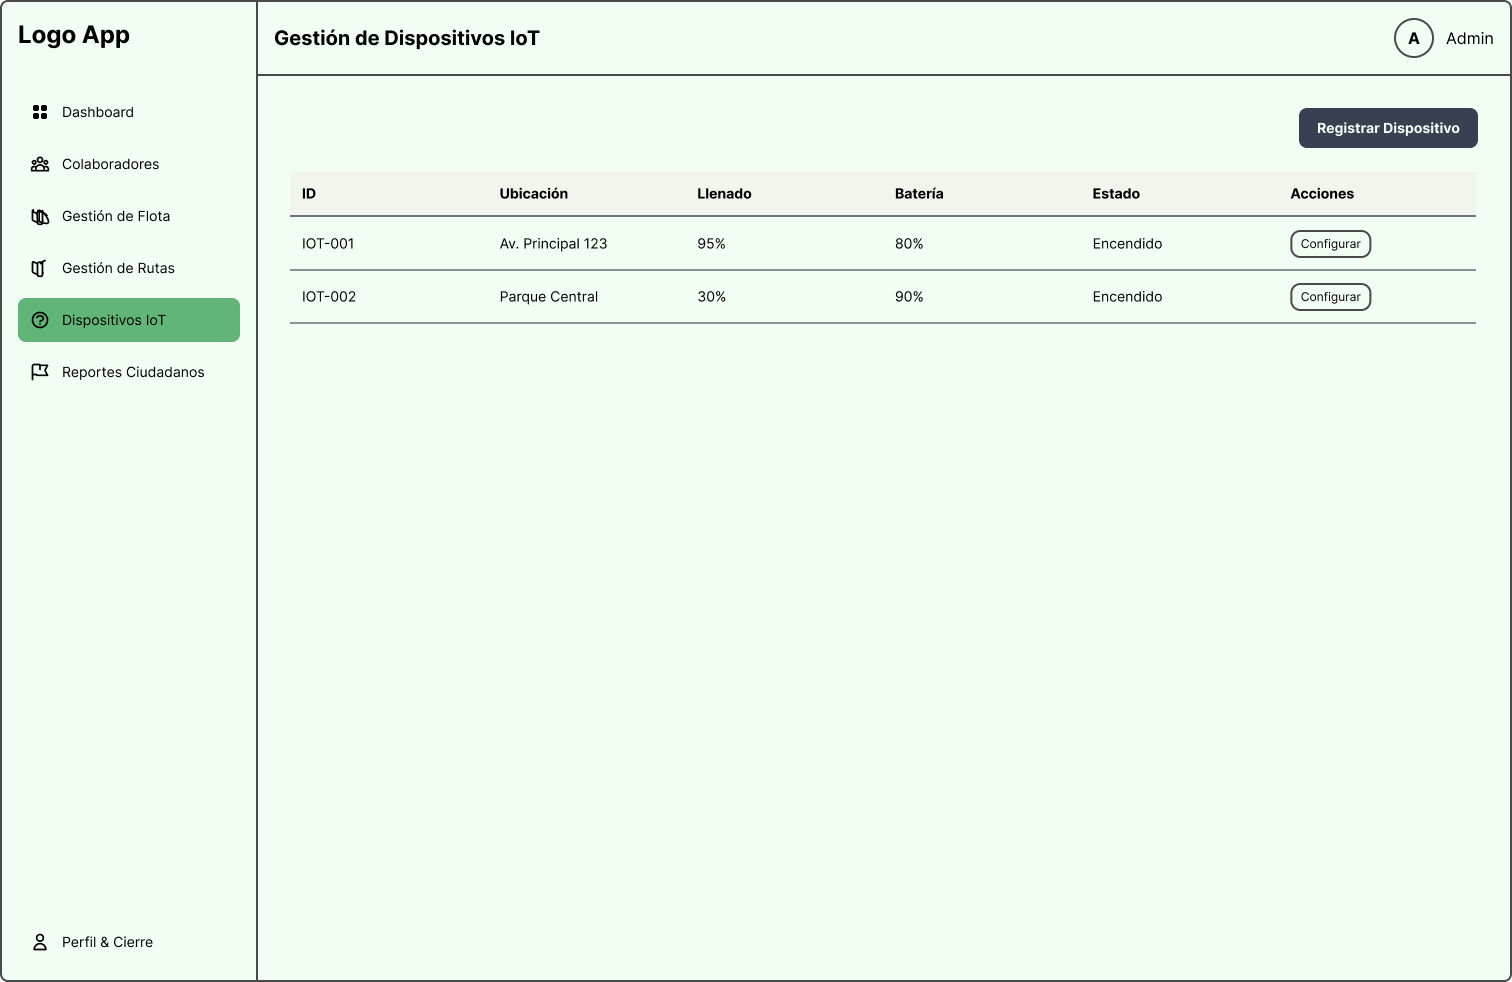 Logo App
Gestión de Dispositivos IoT
A Admin
Dashboard
Colaboradores
Gestión de Flota
Gestión de Rutas
Dispositivos IoT
Reportes Ciudadanos
Perfil & Cierre
Registrar Dispositivo
ID Ubicación Llenado Batería Estado Acciones
IOT-001 Av. Principal 123 95% 80% Encendido Configurar
IOT-002 Parque Central 30% 90% Encendido Configurar